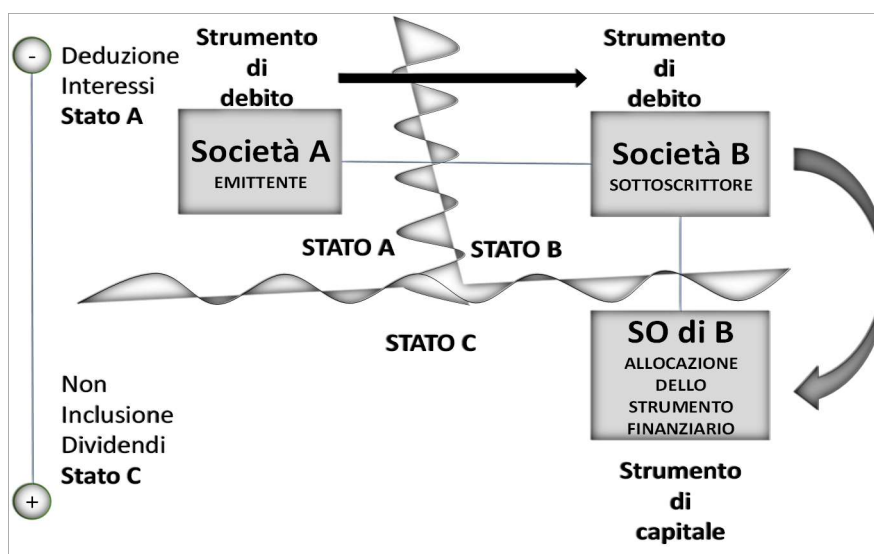 -
Deduzione
Interessi
Stato A
Strumento
di
debito
Strumento
di
debito
Società A
EMITTENTE
Società B
SOTTOSCRITTORE
STATO A
STATO B
STATO C
SO di B
ALLOCAZIONE
DELLO
STRUMENTO
FINANZIARIO
Non
Inclusione
Dividendi
Stato C
+
Strumento
di
capitale